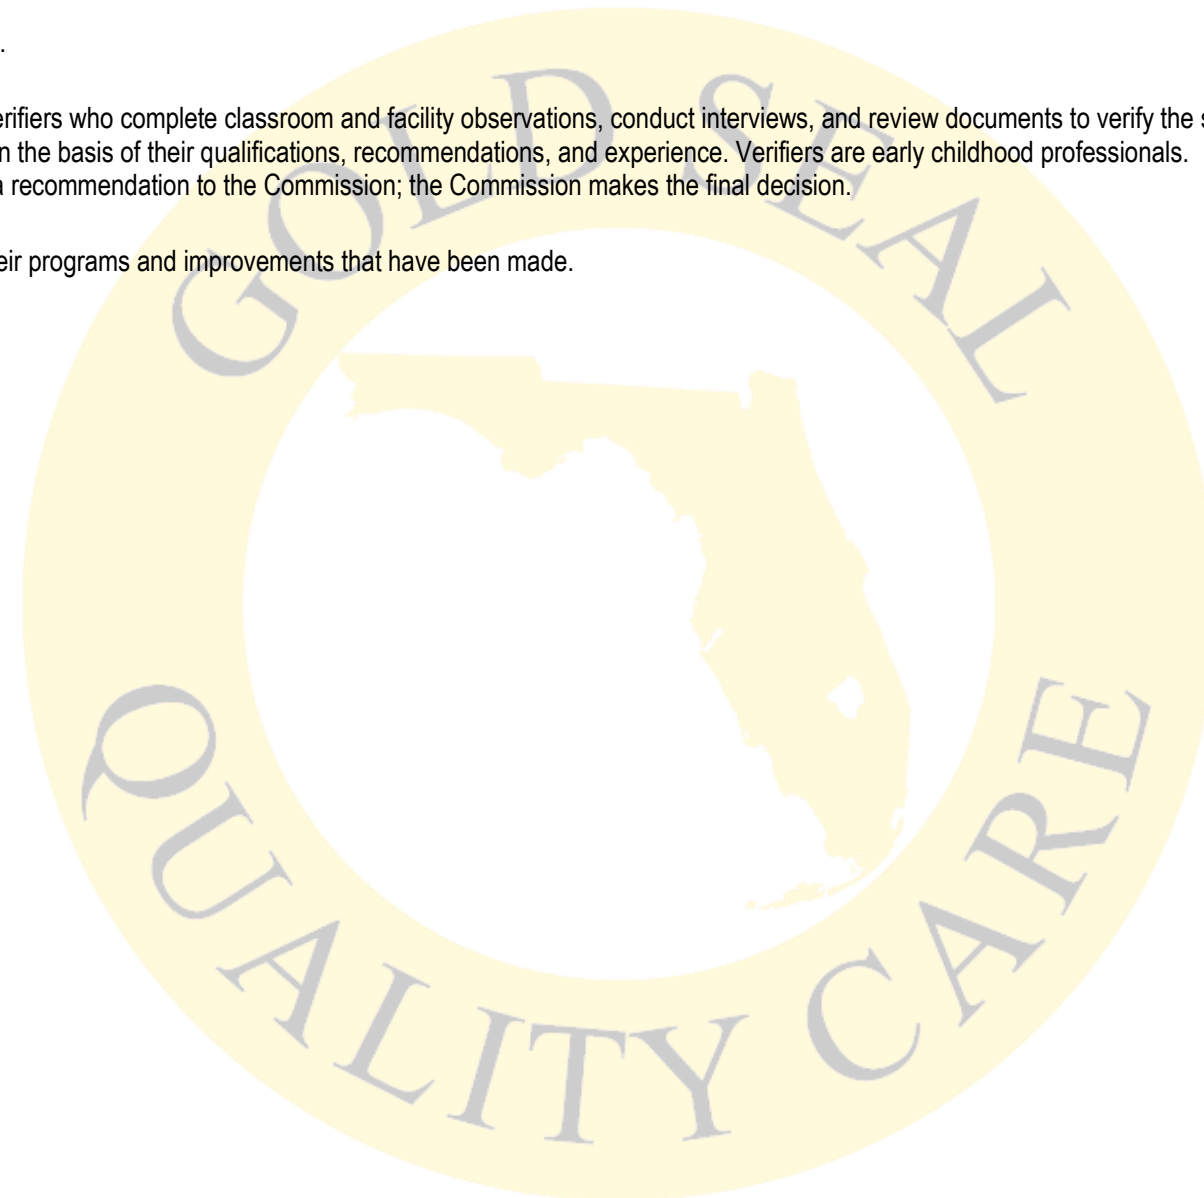 .
erifiers who complete classroom and facility observations, conduct interviews, and review documents to verify the s
n the basis of their qualifications, recommendations, and experience. Verifiers are early childhood professionals.
a recommendation to the Commission; the Commission makes the final decision.
eir programs and improvements that have been made.
GOLD SEAL
QUALITY CARE